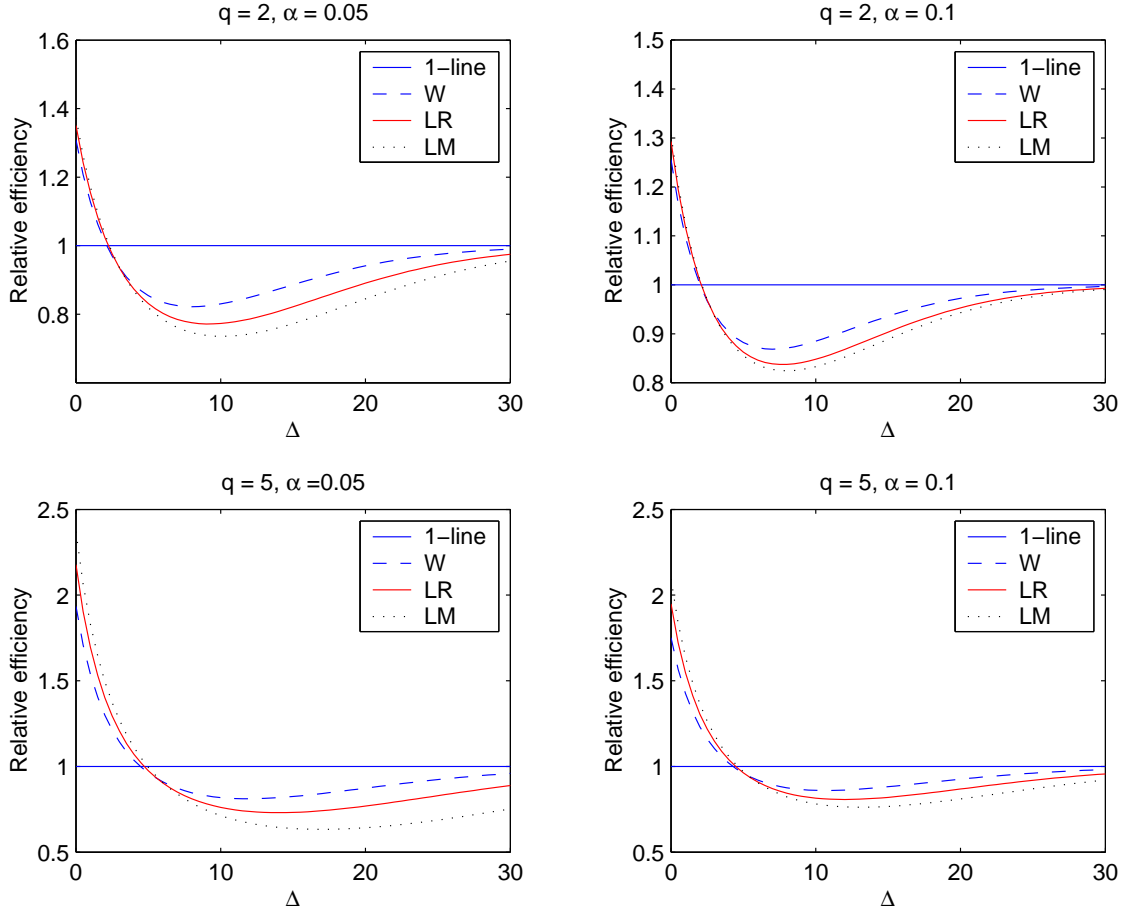 q = 2, α = 0.05
1.6
1.4
1.2
1
0.8
Relative efficiency
0
10
20
30
Δ
1−line
W
LR
LM
q = 2, α = 0.1
1.5
1.4
1.3
1.2
1.1
1
0.9
0.8
Relative efficiency
0
10
20
30
Δ
1−line
W
LR
LM
q = 5, α =0.05
2.5
2
1.5
1
0.5
Relative efficiency
0
10
20
30
Δ
1−line
W
LR
LM
q = 5, α = 0.1
2.5
2
1.5
1
0.5
Relative efficiency
0
10
20
30
Δ
1−line
W
LR
LM